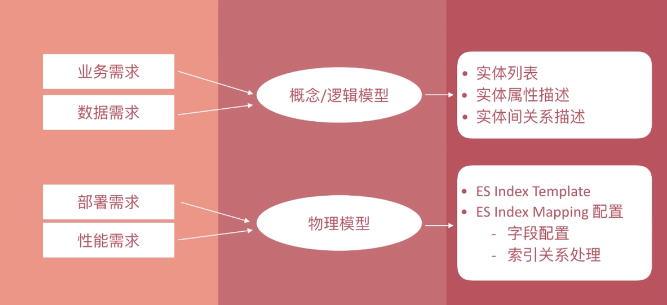 业务需求
数据需求
概念/逻辑模型
• 实体列表
• 实体属性描述
• 实体间关系描述
部署需求
性能需求
物理模型
• ES Index Template
• ES Index Mapping 配置
- 字段配置
- 索引关系处理